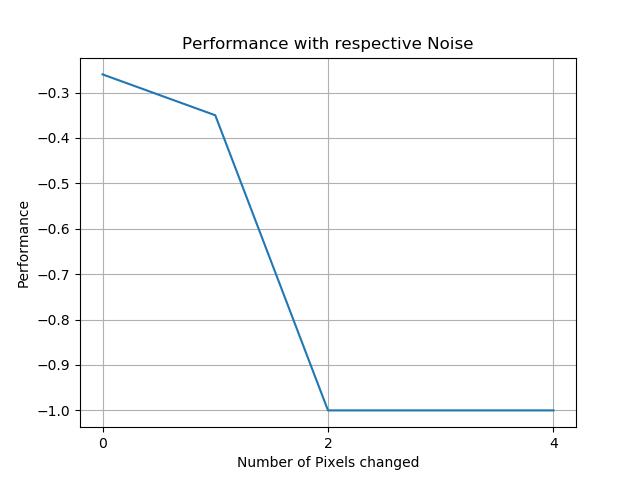 Performance with respective Noise
−0.3
−0.4
−0.5
−0.6
−0.7
−0.8
−0.9
−1.0
Performance
0 2 4
Number of Pixels changed